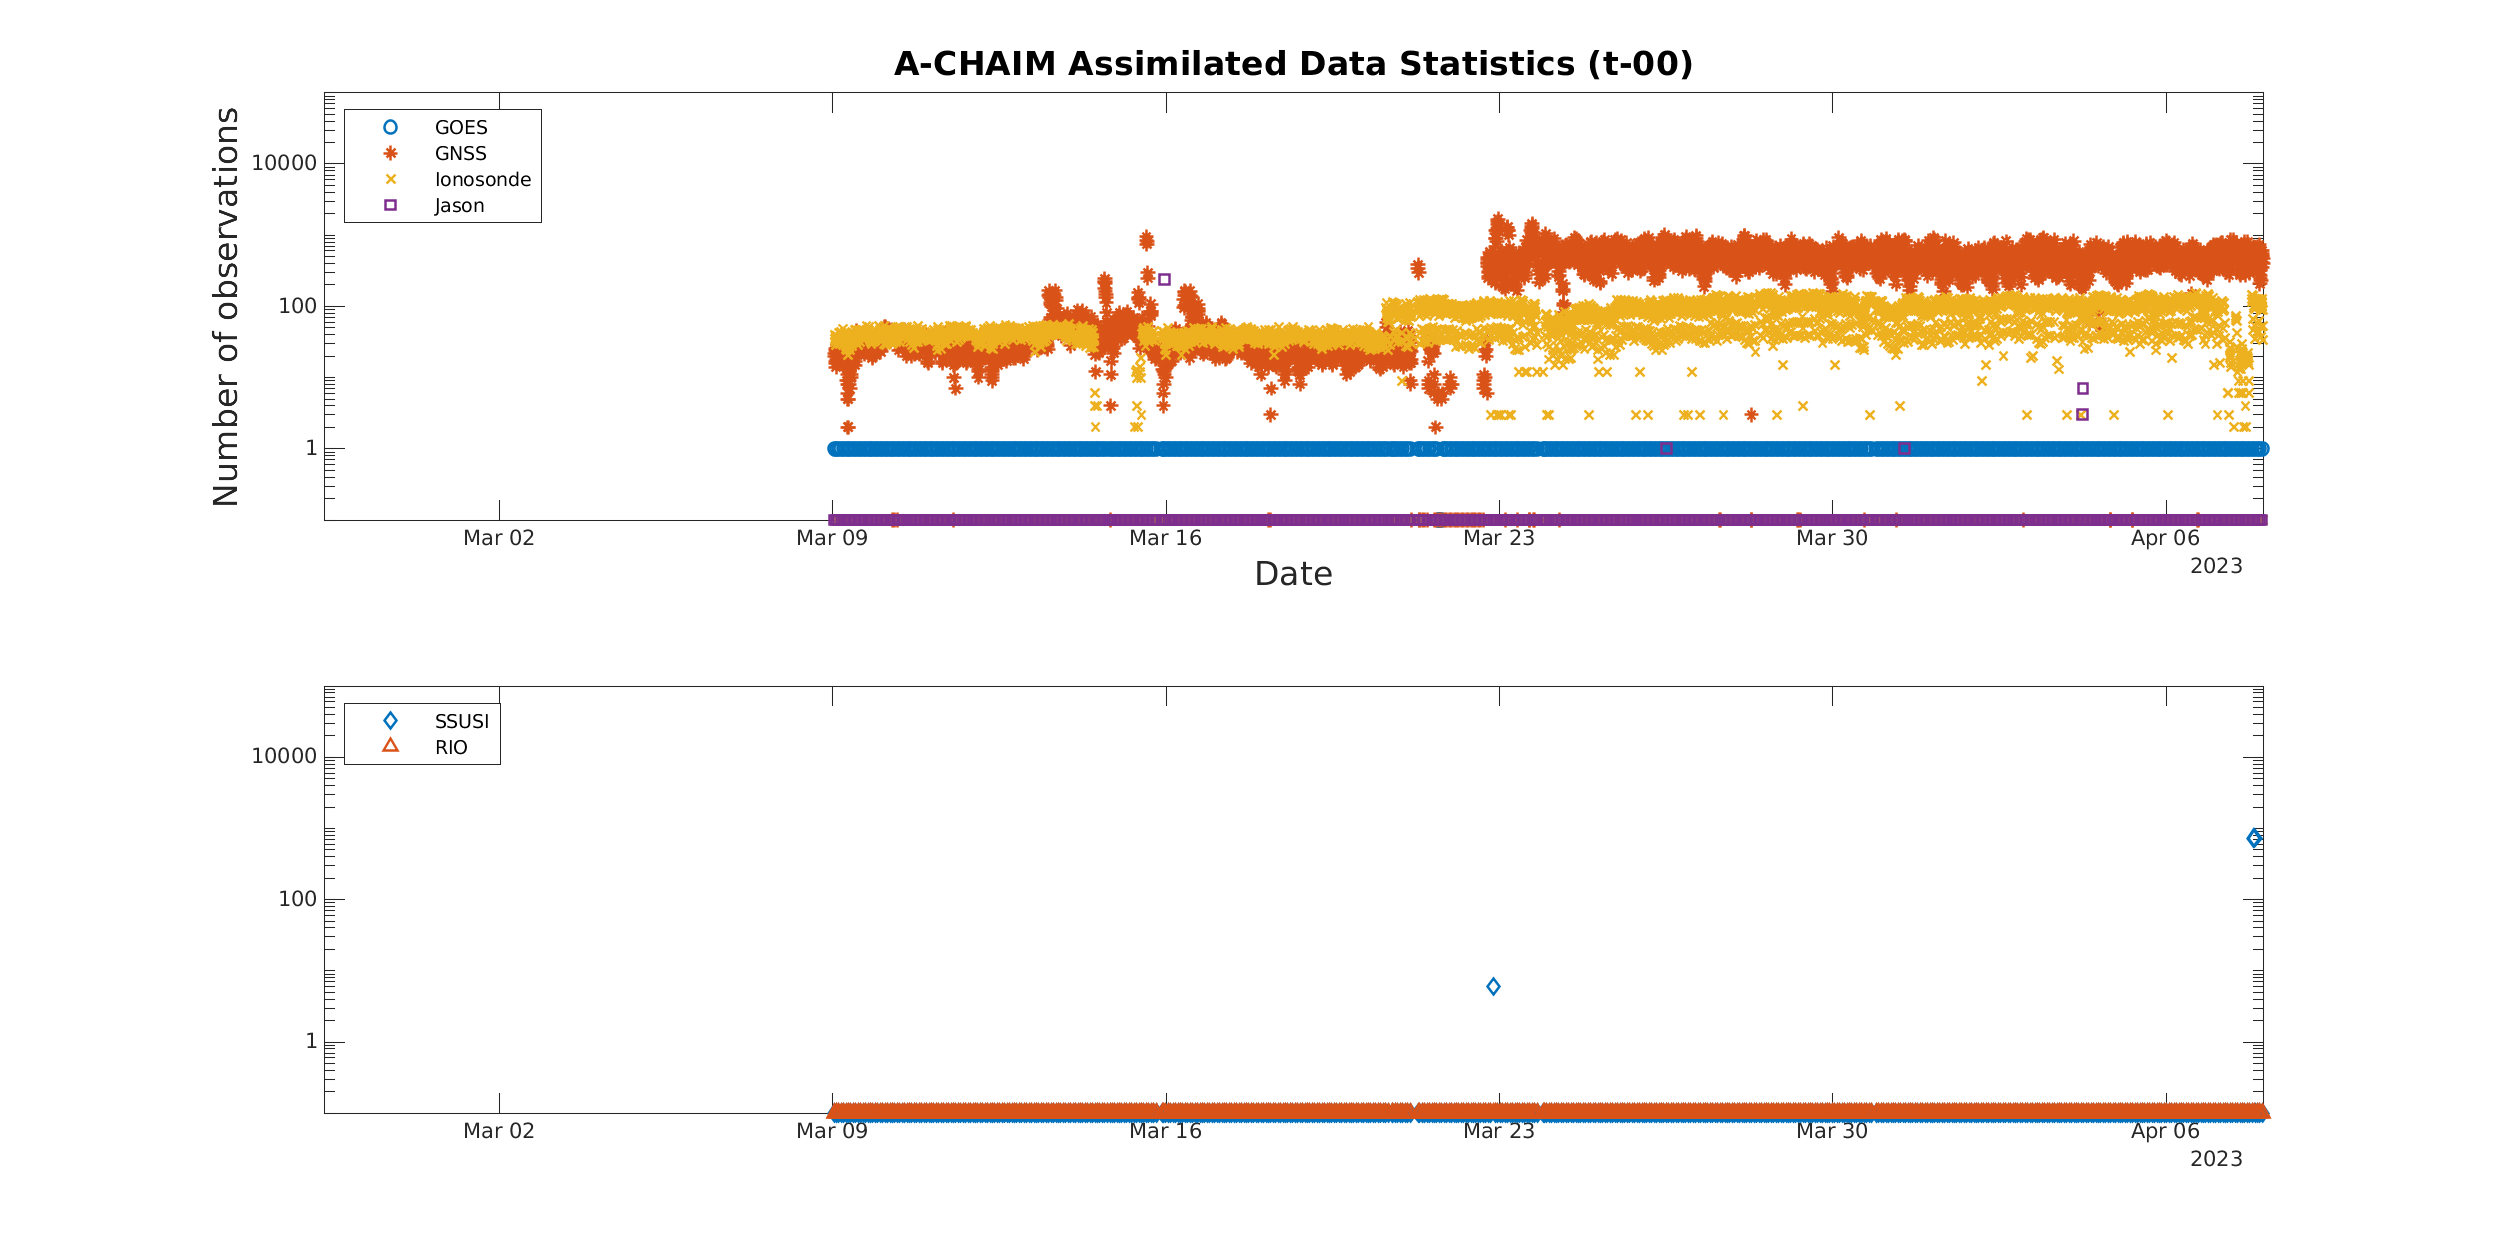 A-CHAIM Assimilated Data Statistics (t-00)
Number of observations
GOES
GNSS
Ionosonde
Jason
10000
100
1
Mar 02 Mar 09 Mar 16 Mar 23 Mar 30 Apr 06
2023
Date
SSUSI
RIO
10000
100
1
Mar 02 Mar 09 Mar 16 Mar 23 Mar 30 Apr 06
2023